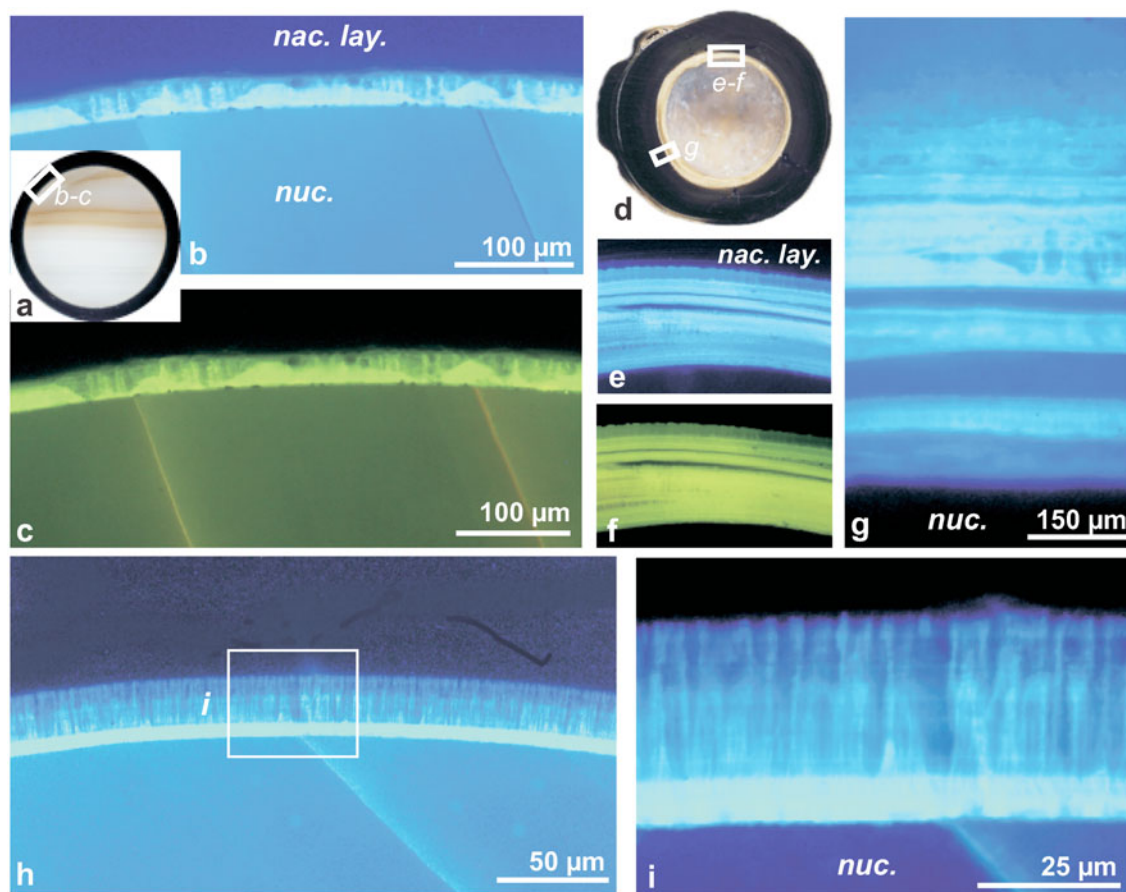 nac. lay.
nuc.
b-c
100 µm
b
a
100 µm
c
e-f
g
d
nac. lay.
e
f
nuc.
150 µm
g
i
50 µm
h
nuc.
25 µm
i